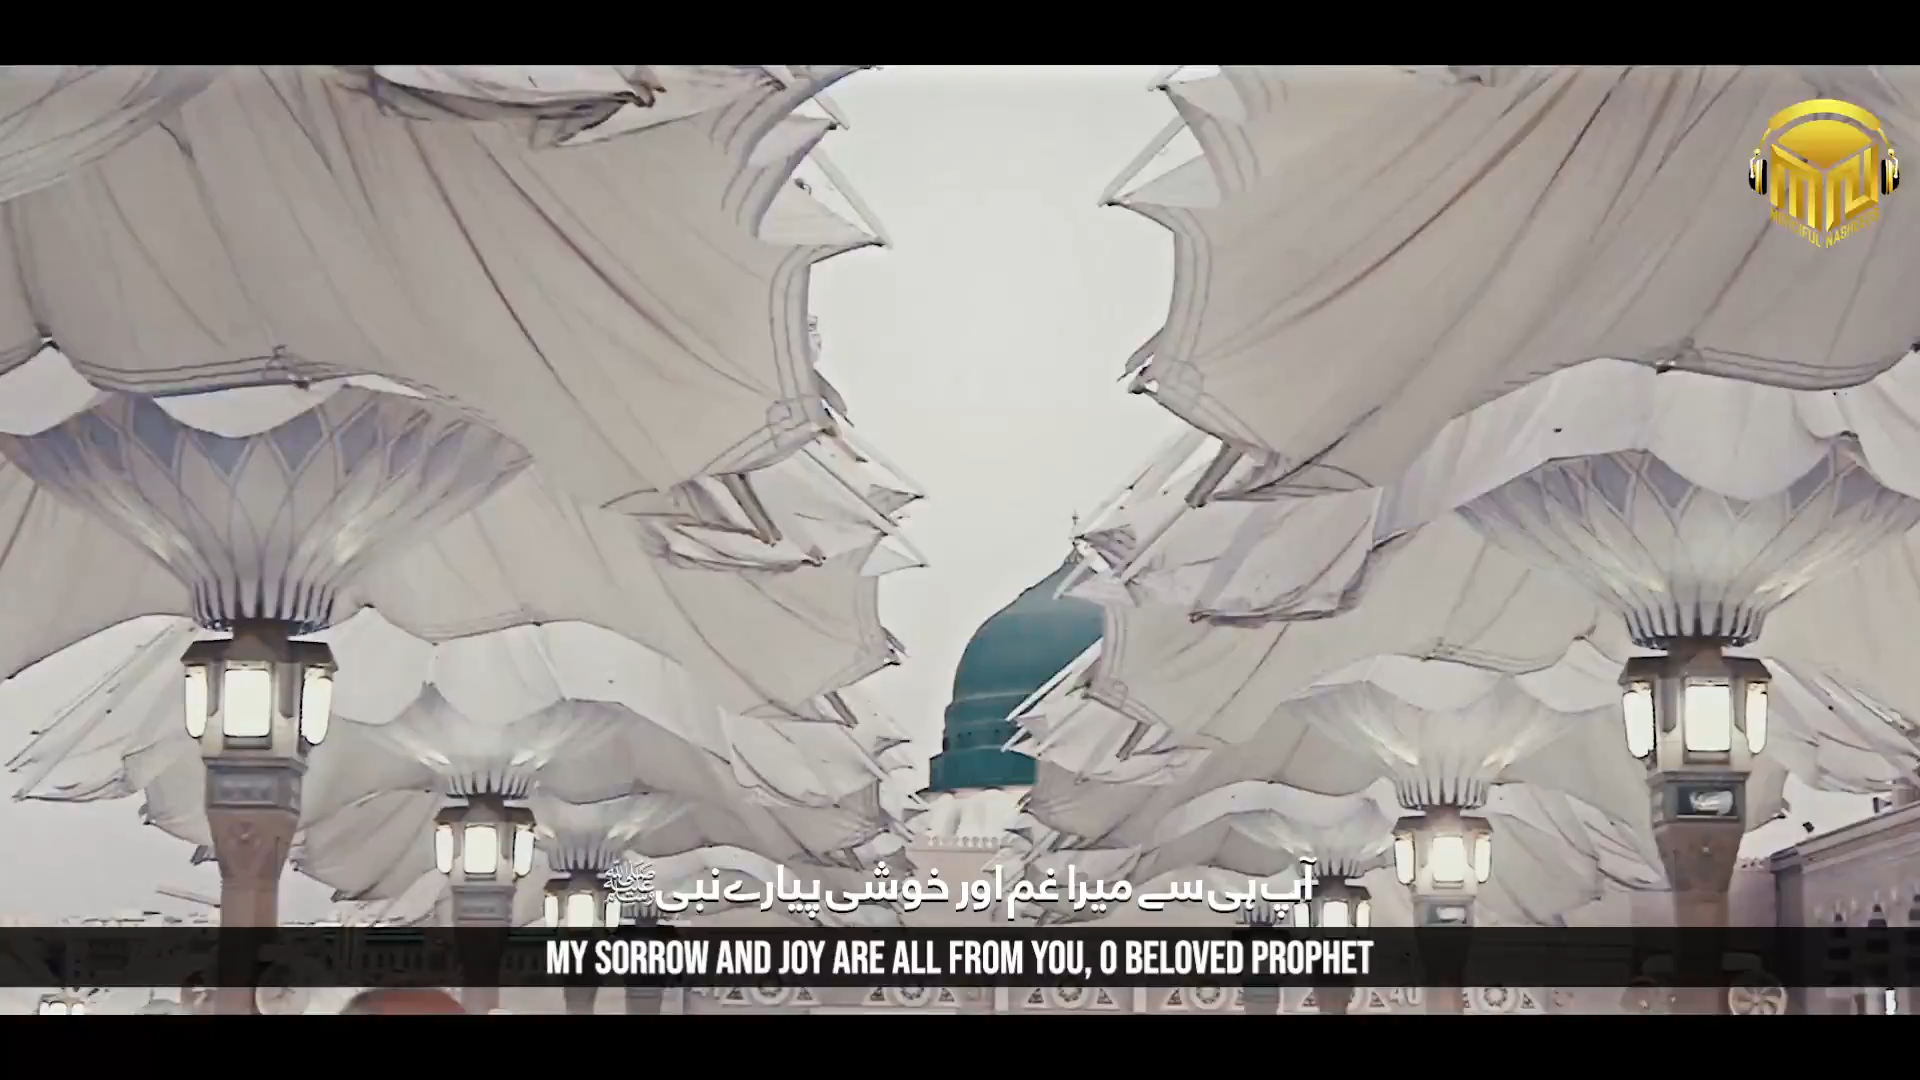 آپ ہی سے میرا غم اور خوشی پیارے نبی ﷺ
MY SORROW AND JOY ARE ALL FROM YOU, O BELOVED PROPHET
40